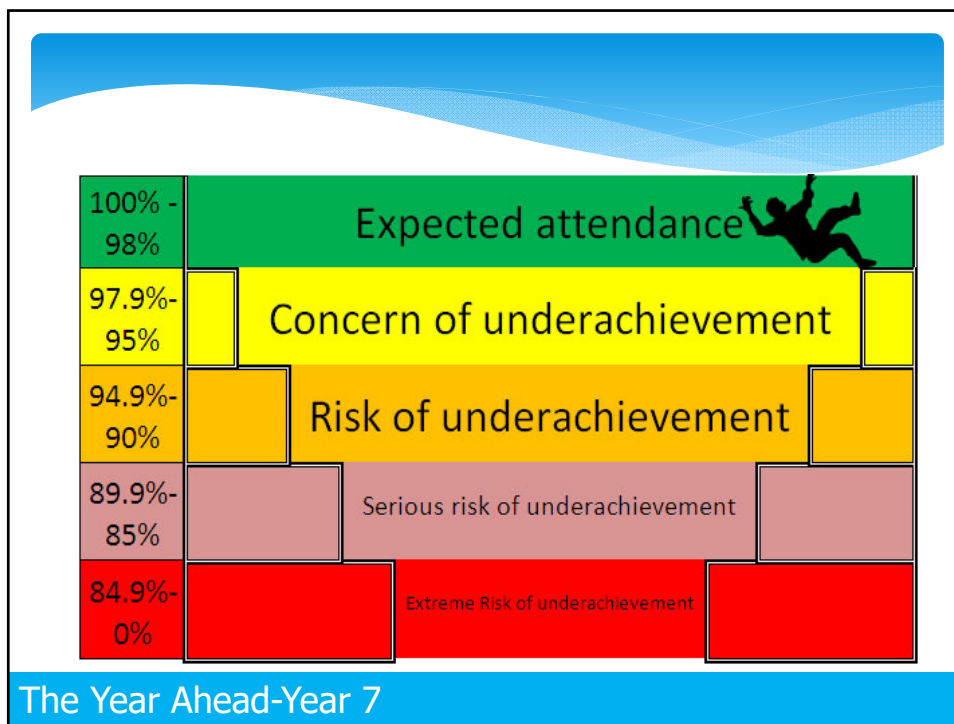 100% -
98%
Expected attendance
97.9%-
95%
Concern of underachievement
94.9%-
90%
Risk of underachievement
89.9%-
85%
Serious risk of underachievement
84.9%-
0%
Extreme Risk of underachievement
The Year Ahead-Year 7